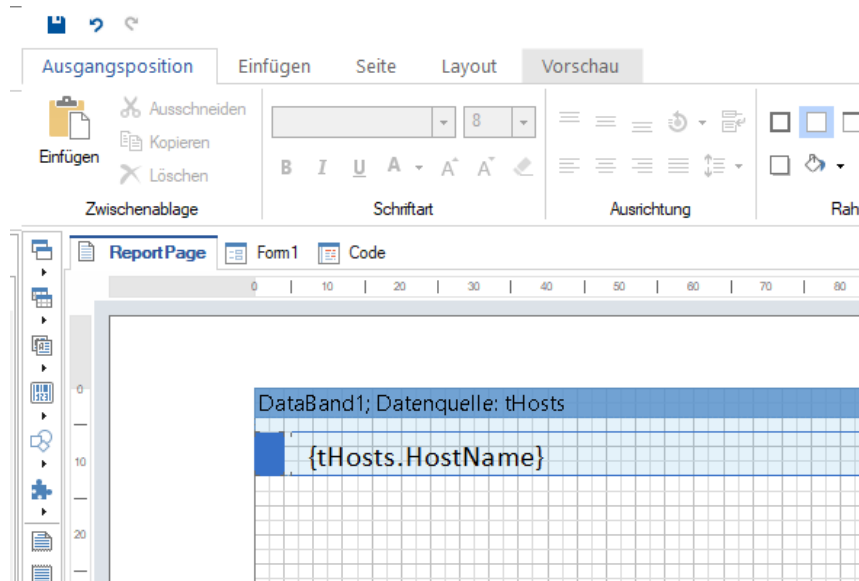 Ausgangsposition Einfügen Seite Layout Vorschau
Ausschneiden
Kopieren
Löschen
Einfügen
8
B I U A A A
Zwischenablage Schriftart Ausrichtung Rah
ReportPage Form1 Code
0 10 20 30 40 50 60 70 80
0
DataBand1; Datenquelle: tHosts
{tHosts.HostName}
10
20